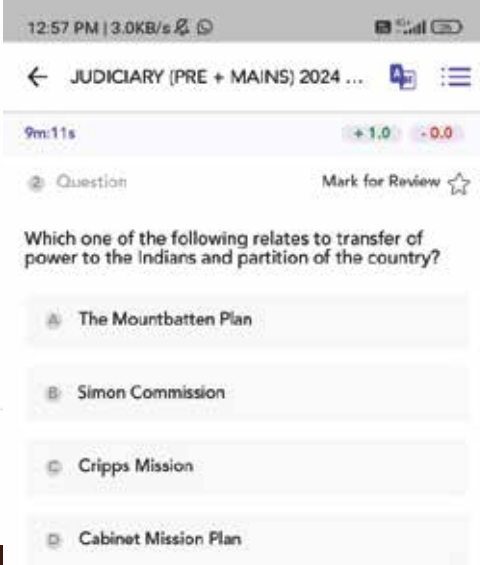 12:57 PM | 3.0KB/s
← JUDICIARY (PRE + MAINS) 2024 ...
9m:11s + 1.0 - 0.0
2 Question Mark for Review
Which one of the following relates to transfer of
power to the Indians and partition of the country?
A The Mountbatten Plan
B Simon Commission
C Cripps Mission
D Cabinet Mission Plan